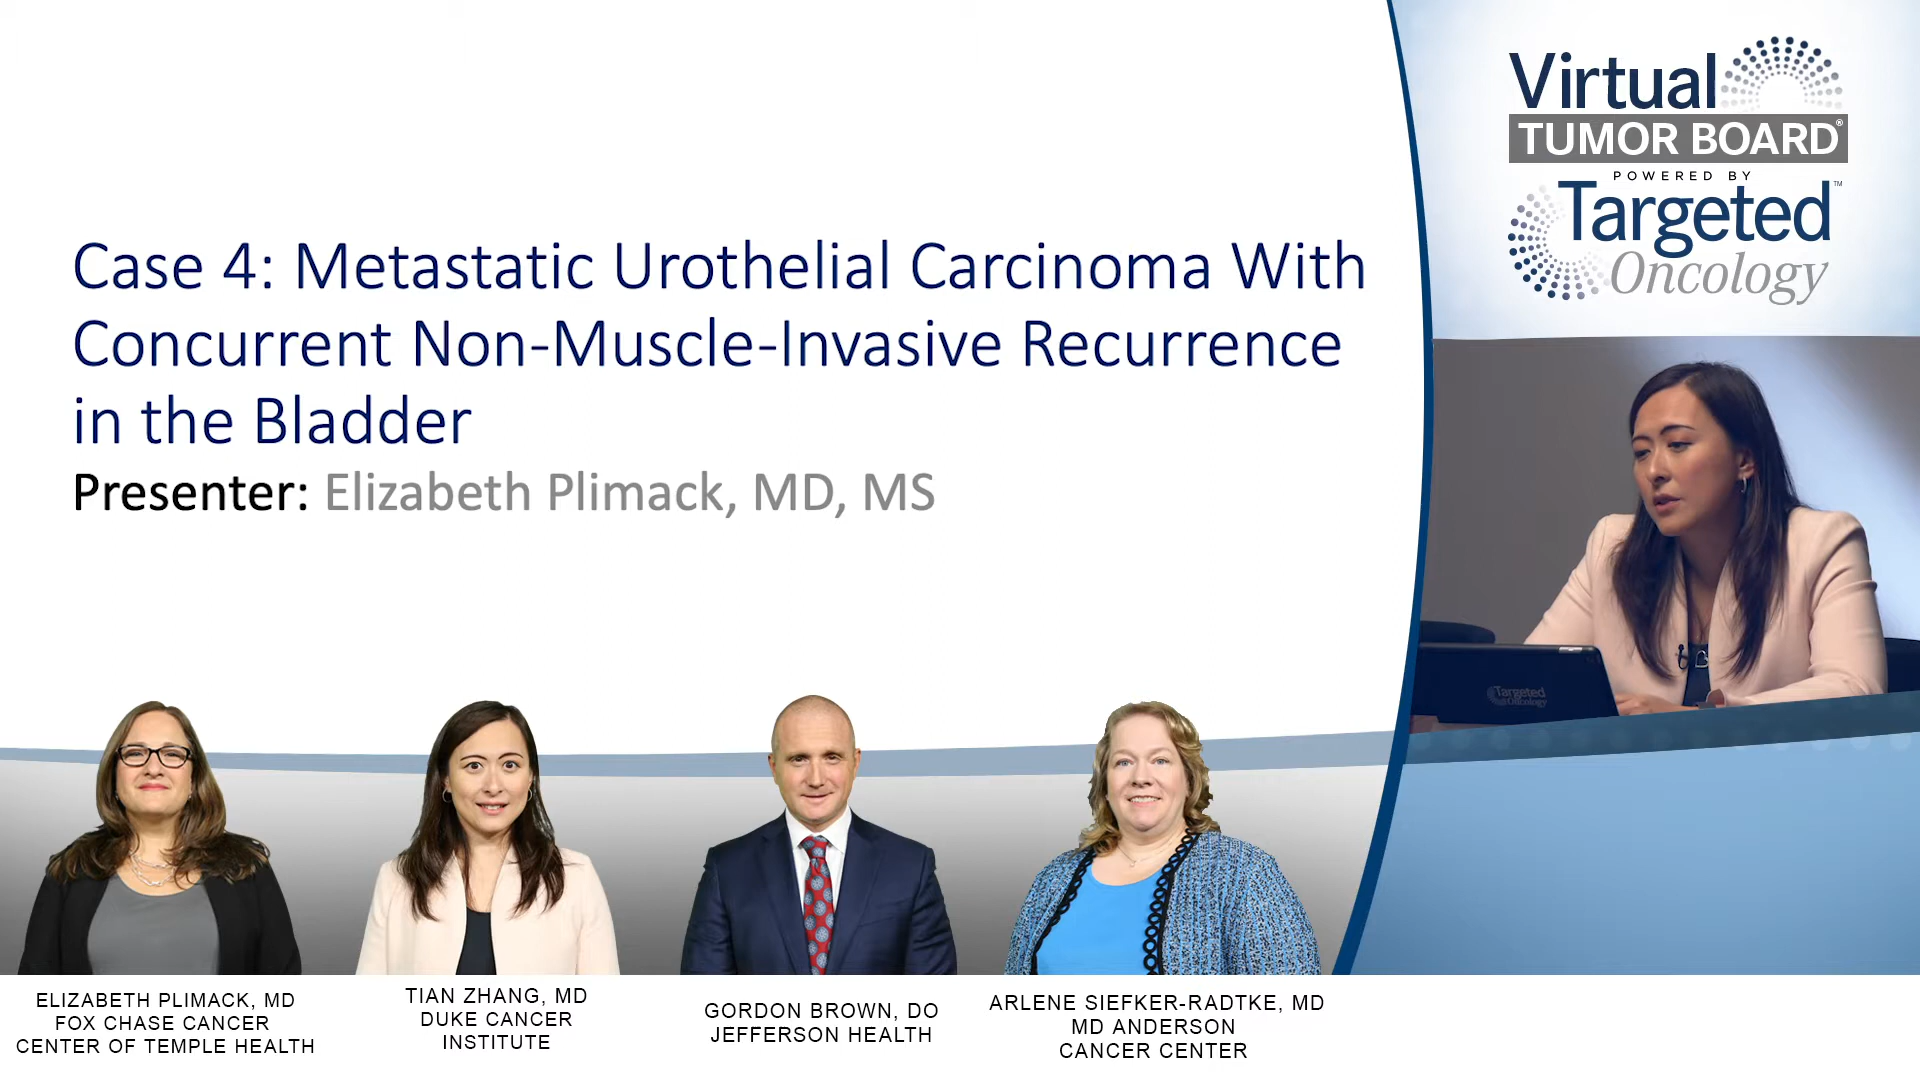 Case 4: Metastatic Urothelial Carcinoma With
Concurrent Non-Muscle-Invasive Recurrence
in the Bladder
Presenter: Elizabeth Plimack, MD, MS
Virtual
TUMOR BOARD®
POWERED BY
Targeted™
Oncology
Targeted
Oncology
ELIZABETH PLIMACK, MD
FOX CHASE CANCER
CENTER OF TEMPLE HEALTH
TIAN ZHANG, MD
DUKE CANCER
INSTITUTE
GORDON BROWN, DO
JEFFERSON HEALTH
ARLENE SIEFKER-RADTKE, MD
MD ANDERSON
CANCER CENTER